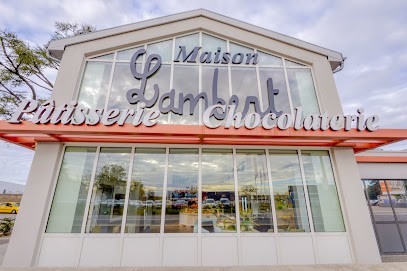 Maison
Lambert
Pâtisserie Chocolaterie